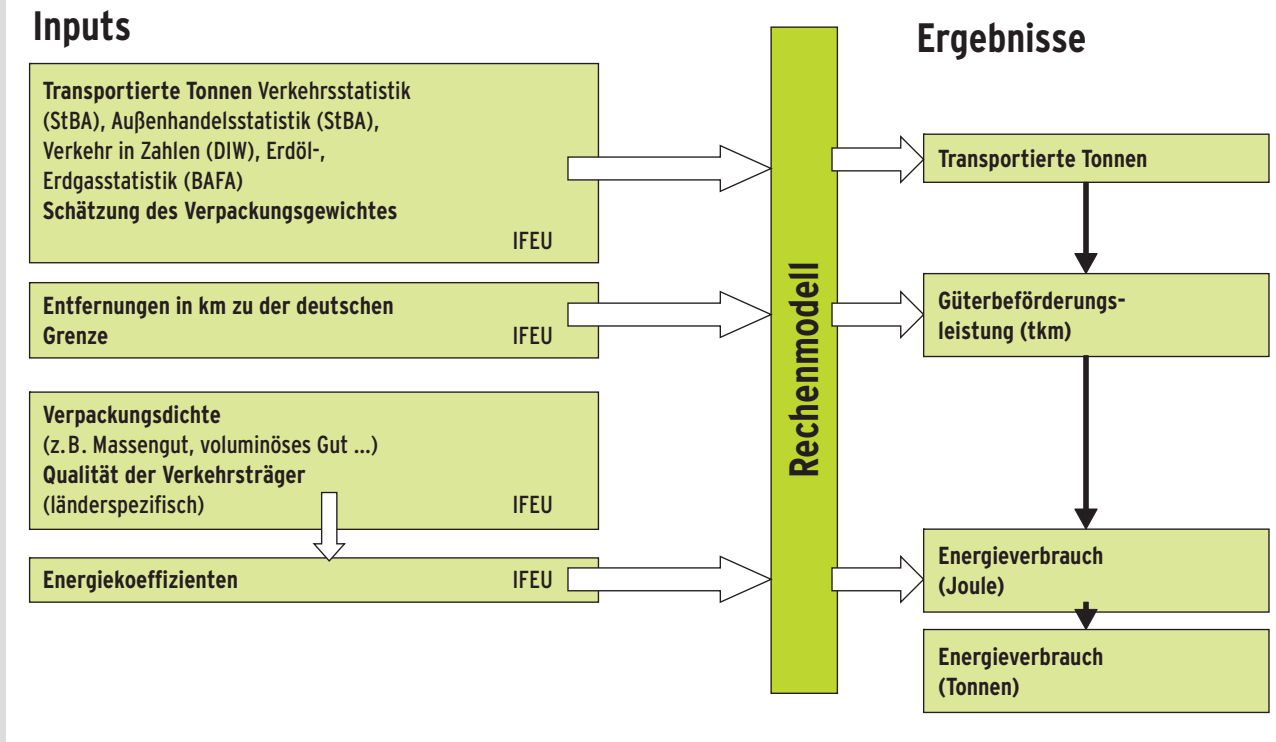 Inputs
Transportierte Tonnen Verkehrsstatistik
(StBA), Außenhandelsstatistik (StBA),
Verkehr in Zahlen (DIW), Erdöl-,
Erdgasstatistik (BAFA)
Schätzung des Verpackungsgewichtes
IFEU
Entfernungen in km zu der deutschen
Grenze IFEU
Verpackungsdichte
(z.B. Massengut, voluminöses Gut ...)
Qualität der Verkehrsträger
(länderspezifisch) IFEU
Energiekoeffizienten IFEU
Rechenmodell
Ergebnisse
Transportierte Tonnen
Güterbeförderungs-
leistung (tkm)
Energieverbrauch
(Joule)
Energieverbrauch
(Tonnen)